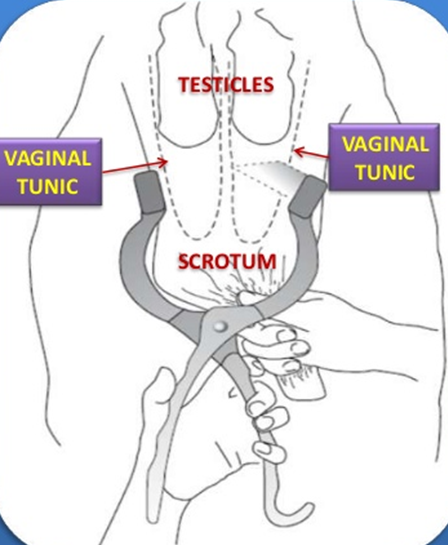 TESTICLES
VAGINAL
TUNIC
VAGINAL
TUNIC
SCROTUM